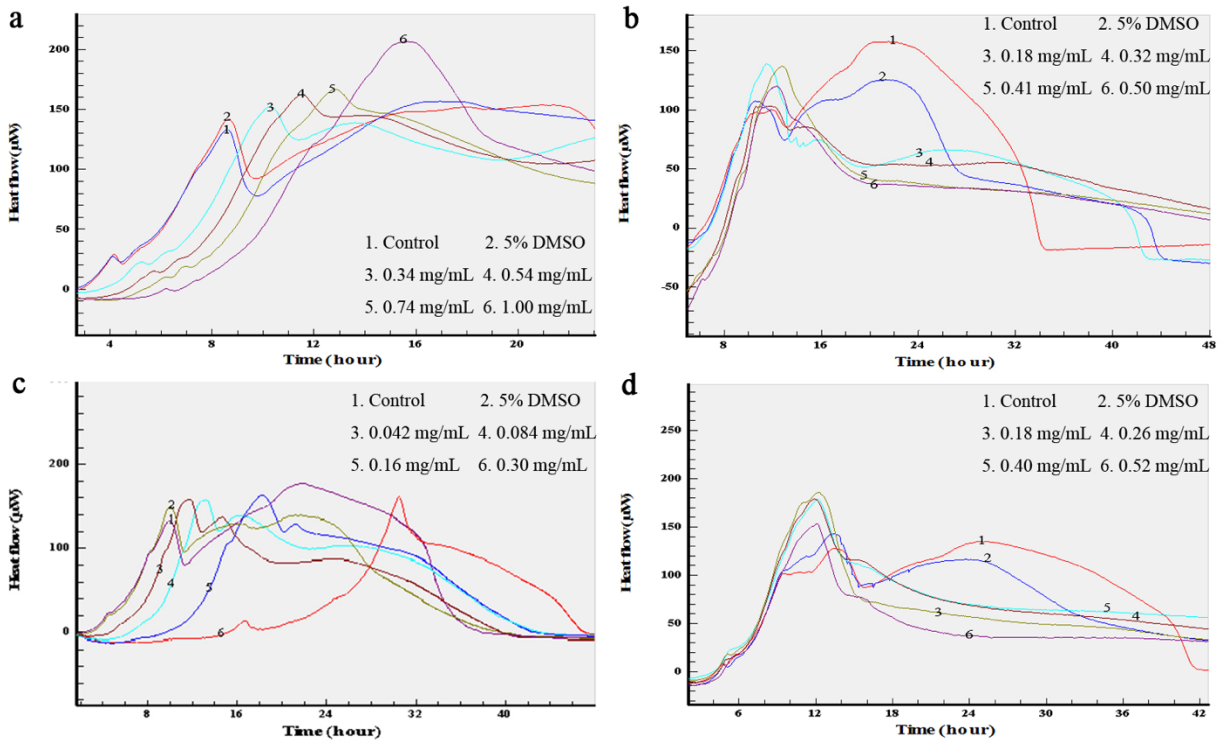 a
200
150
100
50
0
Heat flow(μW)
6
5
4
3
2
1
1. Control 2. 5% DMSO
3. 0.34 mg/mL 4. 0.54 mg/mL
5. 0.74 mg/mL 6. 1.00 mg/mL
4 8 12 16 20
Time (hour)
b
150
100
50
0
-50
Heat flow(μW)
1. Control 2. 5% DMSO
3. 0.18 mg/mL 4. 0.32 mg/mL
5. 0.41 mg/mL 6. 0.50 mg/mL
1
2
3
4
5
6
8 16 24 32 40 48
Time (hour)
c
200
100
0
Heat flow(μW)
1. Control 2. 5% DMSO
3. 0.042 mg/mL 4. 0.084 mg/mL
5. 0.16 mg/mL 6. 0.30 mg/mL
2
1
3
4
5
6
8 16 24 32 40
Time (hour)
d
250
200
150
100
50
0
Heat flow(μW)
1. Control 2. 5% DMSO
3. 0.18 mg/mL 4. 0.26 mg/mL
5. 0.40 mg/mL 6. 0.52 mg/mL
1
2
3
5
4
6
6 12 18 24 30 36 42
Time (hour)